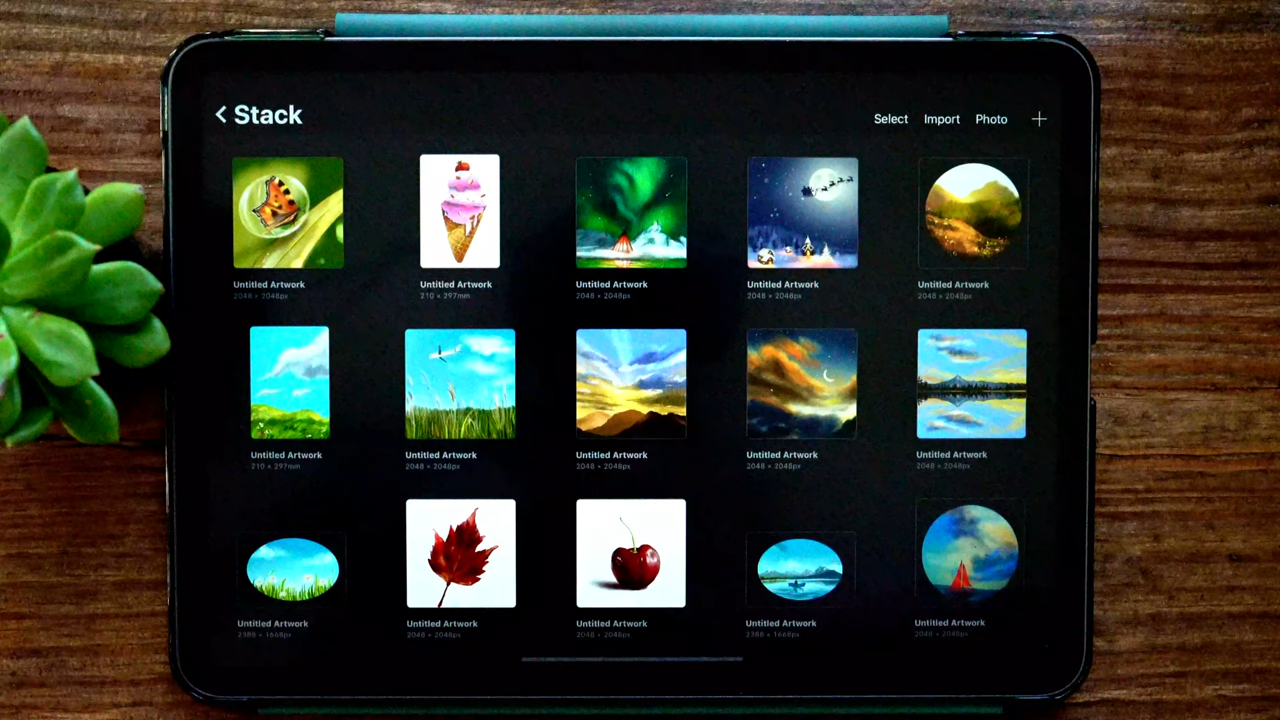 < Stack
Select Import Photo +
Untitled Artwork Untitled Artwork Untitled Artwork Untitled Artwork Untitled Artwork
2048 × 2048px 210 × 297mm 2048 × 2048px 2048 × 2048px 2048 × 2048px
Untitled Artwork Untitled Artwork Untitled Artwork Untitled Artwork Untitled Artwork
210 × 297mm 2048 × 2048px 2048 × 2048px 2048 × 2048px 2048 × 2048px
Untitled Artwork Untitled Artwork Untitled Artwork Untitled Artwork Untitled Artwork
2388 × 1668px 2048 × 2048px 2048 × 2048px 2388 × 1668px 2048 × 2048px